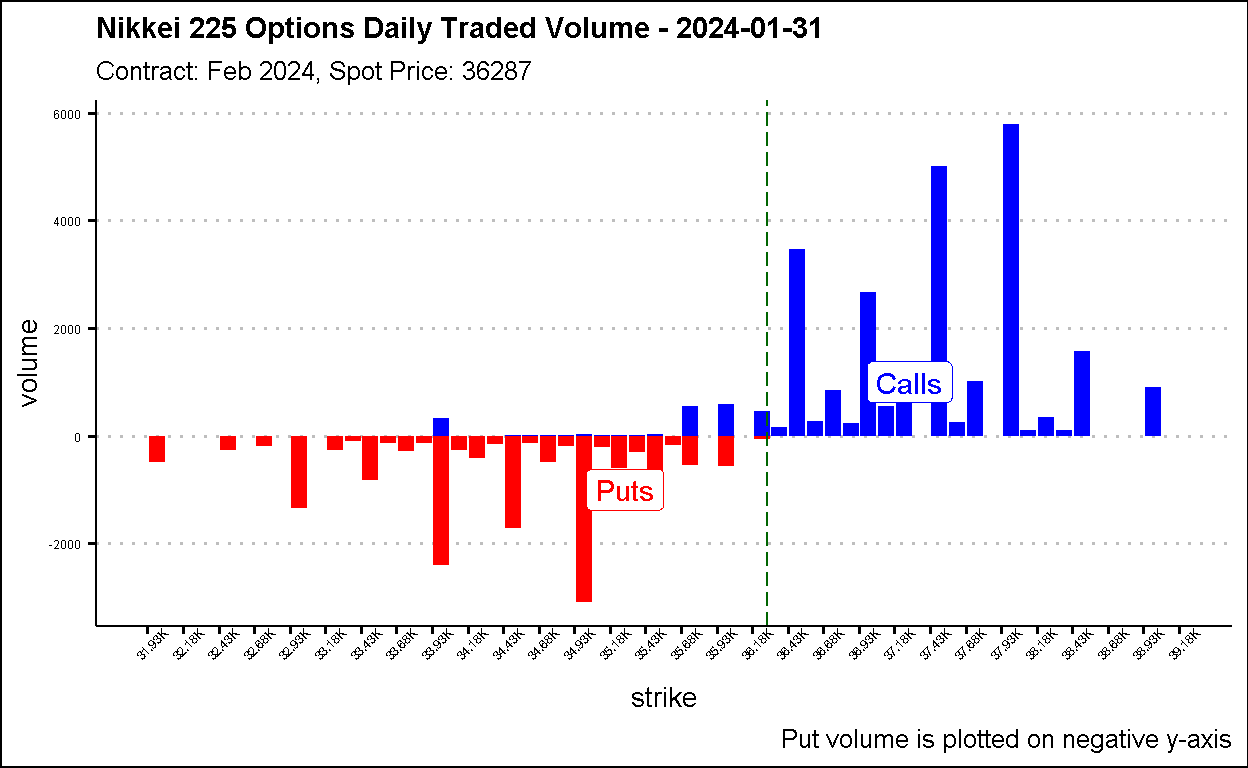 Nikkei 225 Options Daily Traded Volume - 2024-01-31
Contract: Feb 2024, Spot Price: 36287
6000
4000
2000
0
-2000
volume
Calls
Puts
31.93K
32.18K
32.43K
32.68K
32.93K
33.18K
33.43K
33.68K
33.93K
34.18K
34.43K
34.68K
34.93K
35.18K
35.43K
35.68K
35.93K
36.18K
36.43K
36.68K
36.93K
37.18K
37.43K
37.68K
37.93K
38.18K
38.43K
38.68K
38.93K
39.18K
strike
Put volume is plotted on negative y-axis